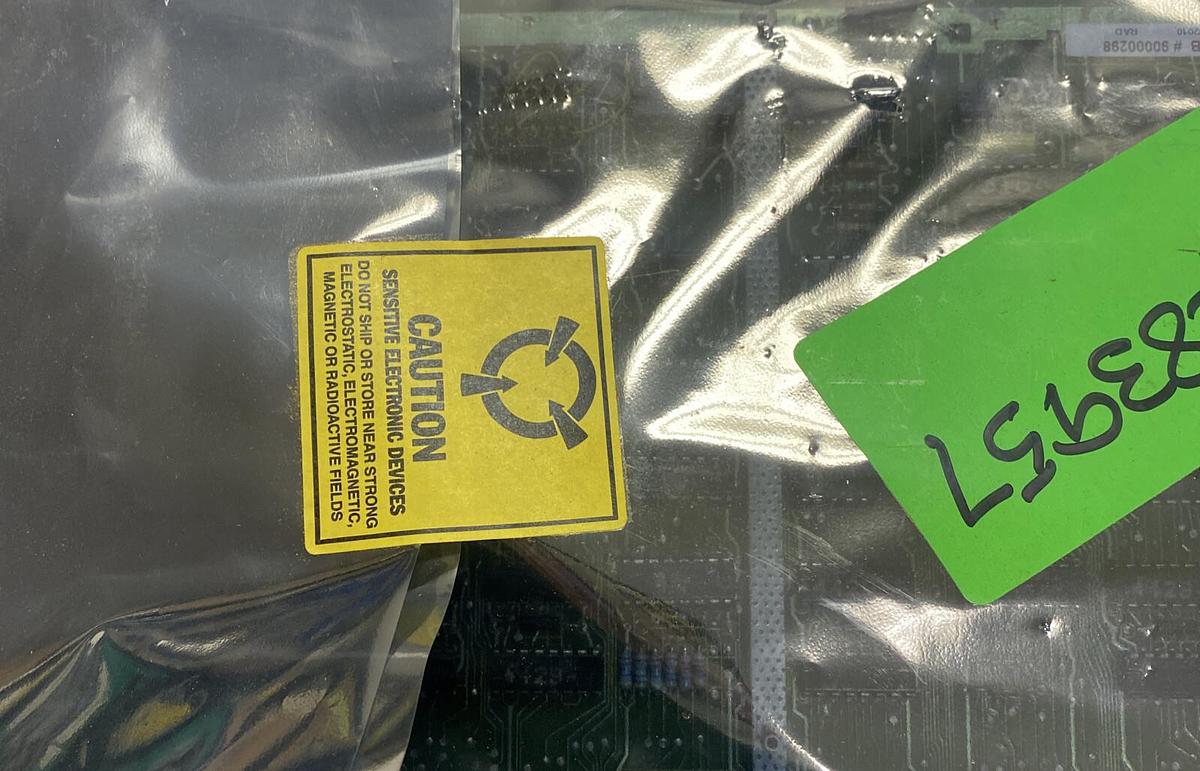 CAUTION
SENSITIVE ELECTRONIC DEVICES
DO NOT SHIP OR STORE NEAR STRONG
ELECTROSTATIC, ELECTROMAGNETIC,
MAGNETIC OR RADIOACTIVE FIELDS
83957
B # 90000298
2010 RAD